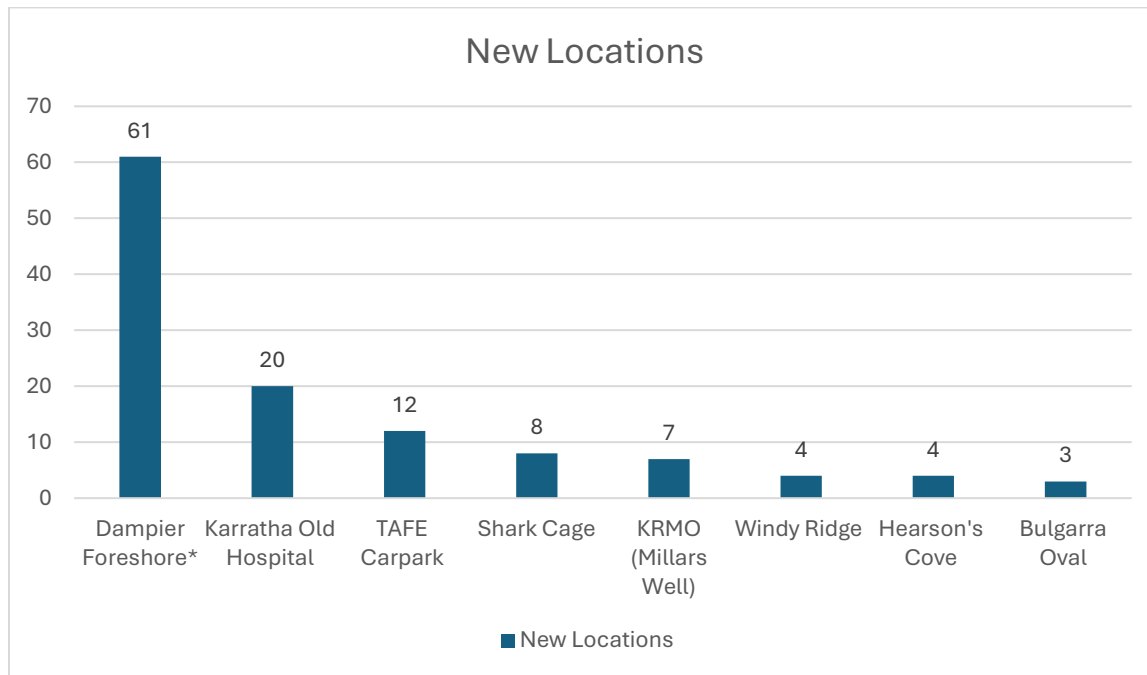 New Locations
70
60
50
40
30
20
10
0
61
20
12
8
7
4
4
3
Dampier
Foreshore*
Karratha Old
Hospital
TAFE
Carpark
Shark Cage
KRMO
(Millars
Well)
Windy Ridge
Hearson's
Cove
Bulgarra
Oval
New Locations